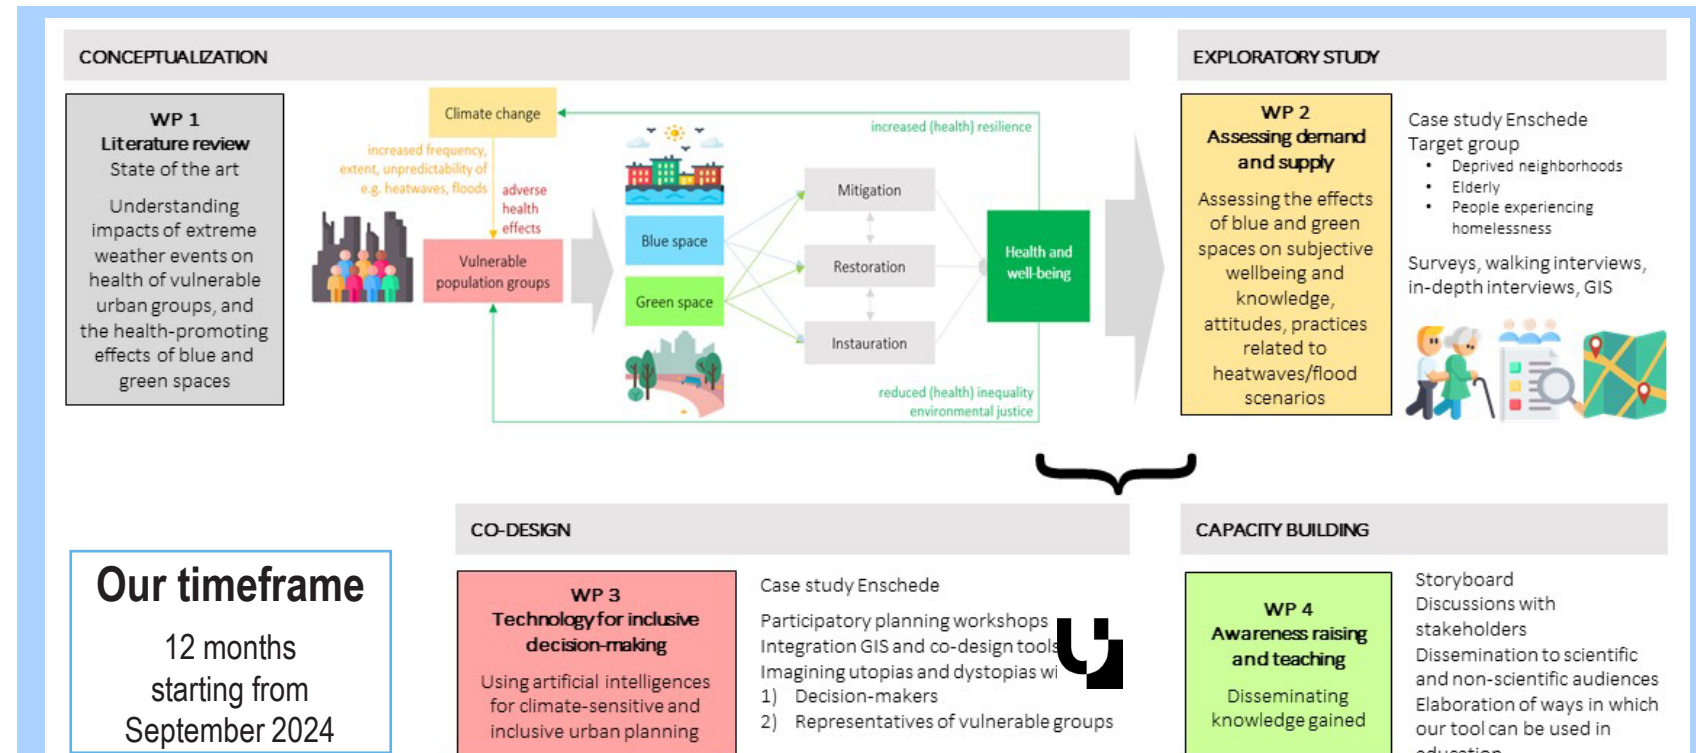 CONCEPTUALIZATION
WP 1
Literature review
State of the art
Understanding
impacts of extreme
weather events on
health of vulnerable
urban groups, and
the health-promoting
effects of blue and
green spaces
Climate change
increased frequency,
extent, unpredictability of
e.g. heatwaves, floods
adverse
health
effects
Vulnerable
population groups
Blue space
Green space
Mitigation
Restoration
Instauration
increased (health) resilience
Health and
well-being
reduced (health) inequality
environmental justice
EXPLORATORY STUDY
WP 2
Assessing demand
and supply
Assessing the effects
of blue and green
spaces on subjective
wellbeing and
knowledge,
attitudes, practices
related to
heatwaves/flood
scenarios
Case study Enschede
Target group
• Deprived neighborhoods
• Elderly
• People experiencing
homelessness
Surveys, walking interviews,
in-depth interviews, GIS
Our timeframe
12 months
starting from
September 2024
CO-DESIGN
WP 3
Technology for inclusive
decision-making
Using artificial intelligences
for climate-sensitive and
inclusive urban planning
Case study Enschede
Participatory planning workshops
Integration GIS and co-design tools
Imagining utopias and dystopias wi
1) Decision-makers
2) Representatives of vulnerable groups
CAPACITY BUILDING
WP 4
Awareness raising
and teaching
Disseminating
knowledge gained
Storyboard
Discussions with
stakeholders
Dissemination to scientific
and non-scientific audiences
Elaboration of ways in which
our tool can be used in
education